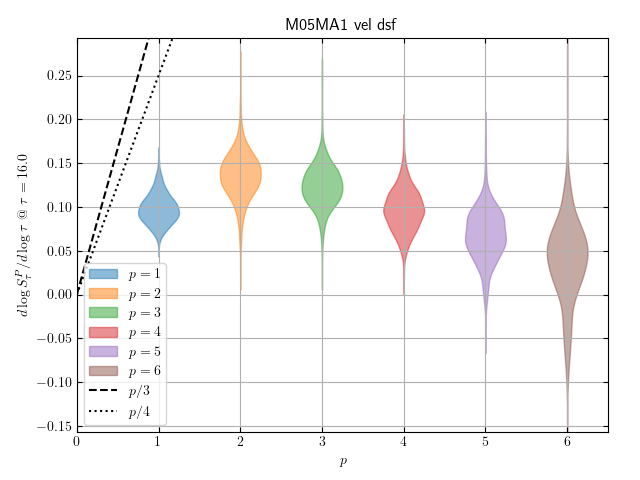 M05MA1 vel dsf
d log S_τ^P / d log τ @ τ = 16.0
0.25
0.20
0.15
0.10
0.05
0.00
−0.05
−0.10
−0.15
p = 1
p = 2
p = 3
p = 4
p = 5
p = 6
p/3
p/4
0 1 2 3 4 5 6
p